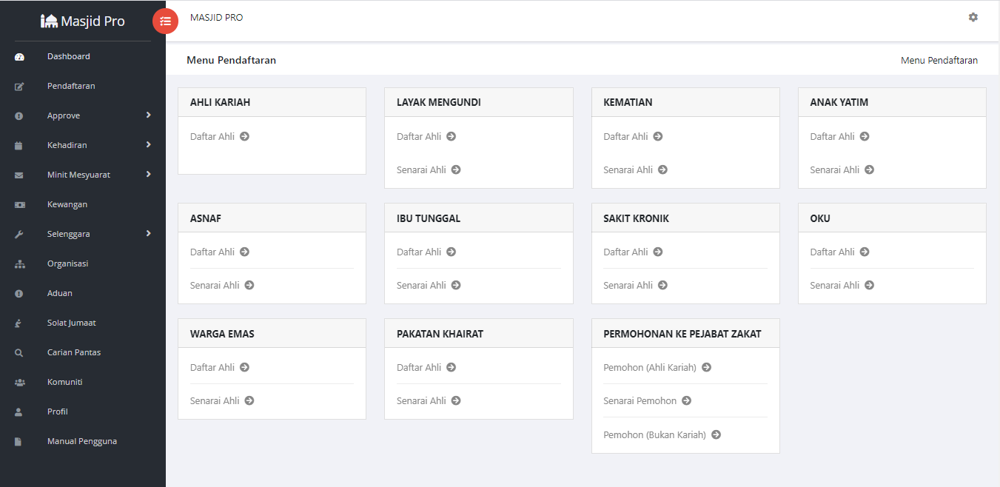 Masjid Pro
Dashboard
Pendaftaran
Approve
Kehadiran
Minit Mesyuarat
Kewangan
Selenggara
Organisasi
Aduan
Solat Jumaat
Carian Pantas
Komuniti
Profil
Manual Pengguna
MASJID PRO
Menu Pendaftaran
Menu Pendaftaran
AHLI KARIAH
Daftar Ahli
LAYAK MENGUNDI
Daftar Ahli
Senarai Ahli
KEMATIAN
Daftar Ahli
Senarai Ahli
ANAK YATIM
Daftar Ahli
Senarai Ahli
ASNAF
Daftar Ahli
Senarai Ahli
IBU TUNGGAL
Daftar Ahli
Senarai Ahli
SAKIT KRONIK
Daftar Ahli
Senarai Ahli
OKU
Daftar Ahli
Senarai Ahli
WARGA EMAS
Daftar Ahli
Senarai Ahli
PAKATAN KHAIRAT
Daftar Ahli
Senarai Ahli
PERMOHONAN KE PEJABAT ZAKAT
Pemohon (Ahli Kariah)
Senarai Pemohon
Pemohon (Bukan Kariah)